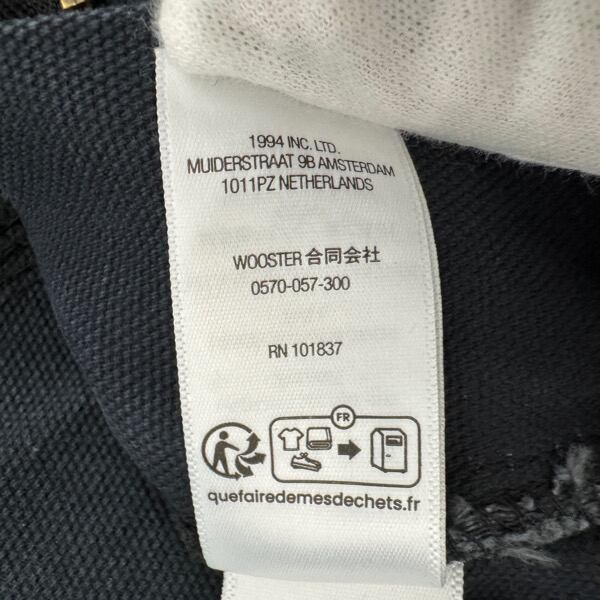 1994 INC. LTD.
MUIDERSTRAAT 9B AMSTERDAM
1011PZ NETHERLANDS
WOOSTER 合同会社
0570-057-300
RN 101837
FR
quefairedemesdechets.fr